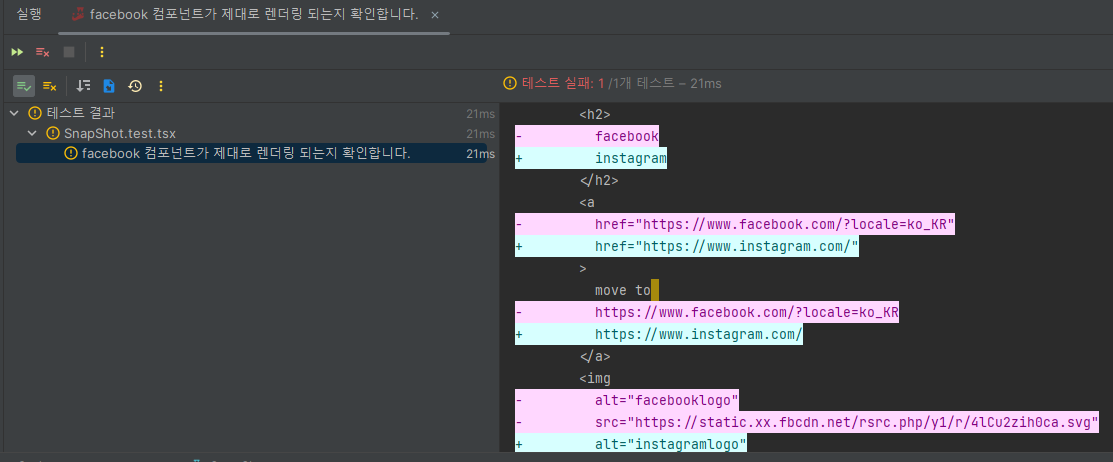 실행
facebook 컴포넌트가 제대로 렌더링 되는지 확인합니다.
테스트 실패: 1 /1개 테스트 – 21ms
테스트 결과 21ms
SnapShot.test.tsx 21ms
facebook 컴포넌트가 제대로 렌더링 되는지 확인합니다. 21ms
<h2>
- facebook
+ instagram
</h2>
<a
- href="https://www.facebook.com/?locale=ko_KR"
+ href="https://www.instagram.com/"
>
move to
- https://www.facebook.com/?locale=ko_KR
+ https://www.instagram.com/
</a>
<img
- alt="facebooklogo"
- src="https://static.xx.fbcdn.net/rsrc.php/y1/r/4lCu2zih0ca.svg"
+ alt="instagramlogo"